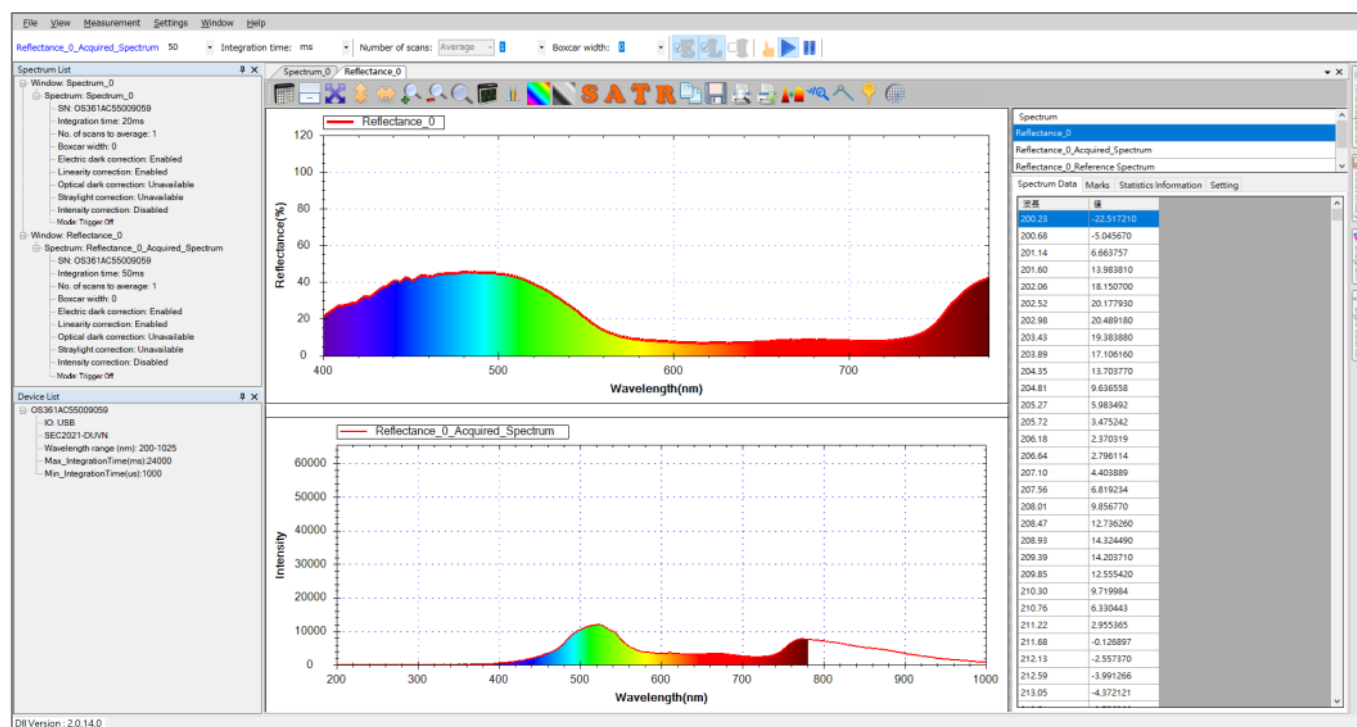 File View Measurement Settings Window Help
Reflectance_0_Acquired_Spectrum 50 Integration time: ms Number of scans: Average 1 Boxcar width: 0
Spectrum List
Window: Spectrum_0
Spectrum: Spectrum_0
SN: OS361AC55009059
Integration time: 20ms
No. of scans to average: 1
Boxcar width: 0
Electric dark correction: Enabled
Linearity correction: Enabled
Optical dark correction: Unavailable
Straylight correction: Unavailable
Intensity correction: Disabled
Mode: Trigger Off
Window: Reflectance_0
Spectrum: Reflectance_0_Acquired_Spectrum
SN: OS361AC55009059
Integration time: 50ms
No. of scans to average: 1
Boxcar width: 0
Electric dark correction: Enabled
Linearity correction: Enabled
Optical dark correction: Unavailable
Straylight correction: Unavailable
Intensity correction: Disabled
Mode: Trigger Off
Device List
OS361AC55009059
IO: USB
SEC2021-DUVN
Wavelength range (nm): 200-1025
Max_IntegrationTime(ms):24000
Min_IntegrationTime(us):1000
Spectrum_0 Reflectance_0
S A T R
Reflectance_0
Reflectance(%)
120
100
80
60
40
20
0
400 500 600 700
Wavelength(nm)
Reflectance_0_Acquired_Spectrum
Intensity
60000
50000
40000
30000
20000
10000
0
200 300 400 500 600 700 800 900 1000
Wavelength(nm)
Spectrum
Reflectance_0
Reflectance_0_Acquired_Spectrum
Reflectance_0_Reference Spectrum
Spectrum Data Marks Statistics Information Setting
波長 值
200.23 -22.517210
200.68 -5.045670
201.14 6.663757
201.60 13.983810
202.06 18.150700
202.52 20.177930
202.98 20.489180
203.43 19.383880
203.89 17.106160
204.35 13.703770
204.81 9.636558
205.27 5.983492
205.72 3.475242
206.18 2.370319
206.64 2.796114
207.10 4.403889
207.56 6.819234
208.01 9.856770
208.47 12.736260
208.93 14.324490
209.39 14.203710
209.85 12.555420
210.30 9.719984
210.76 6.330443
211.22 2.955365
211.68 -0.126897
212.13 -2.557370
212.59 -3.991266
213.05 -4.372121
Dll Version : 2.0.14.0